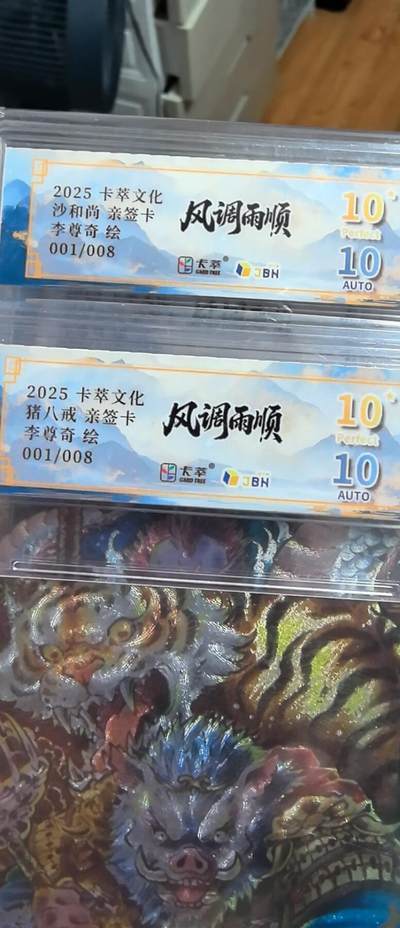 2025 卡萃文化
沙和尚 亲签卡
李尊奇 绘
001/008
风调雨顺
卡萃®
CARD TREE
JBH
10+
Perfect
10
AUTO
2025 卡萃文化
猪八戒 亲签卡
李尊奇 绘
001/008
风调雨顺
卡萃®
CARD TREE
JBH
10+
Perfect
10
AUTO